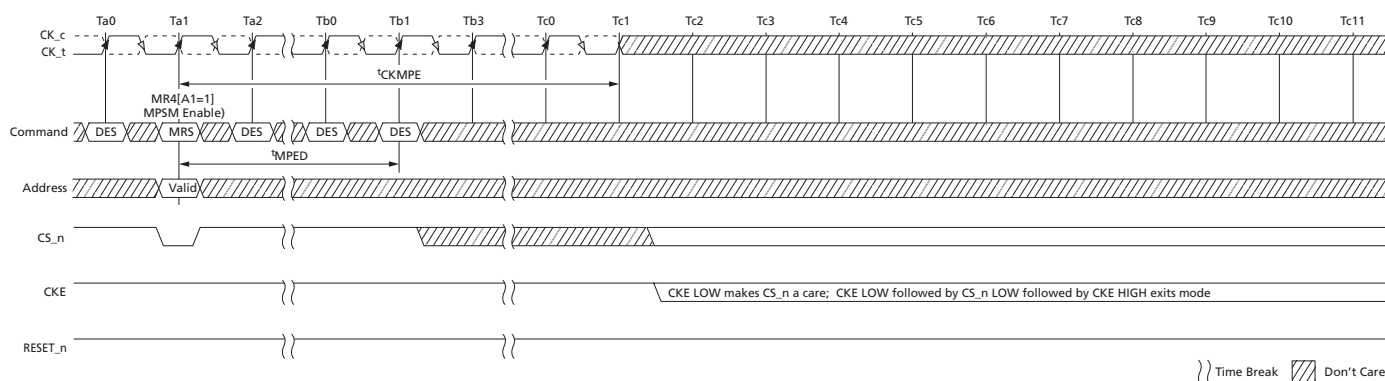 Ta0 Ta1 Ta2 Tb0 Tb1 Tb3 Tc0 Tc1 Tc2 Tc3 Tc4 Tc5 Tc6 Tc7 Tc8 Tc9 Tc10 Tc11
CK_c
CK_t
tCKMPE
MR4[A1=1]
MPSM Enable)
Command DES MRS DES DES DES
tMPED
Address Valid
CS_n
CKE CKE LOW makes CS_n a care; CKE LOW followed by CS_n LOW followed by CKE HIGH exits mode
RESET_n
Time Break Don't Care